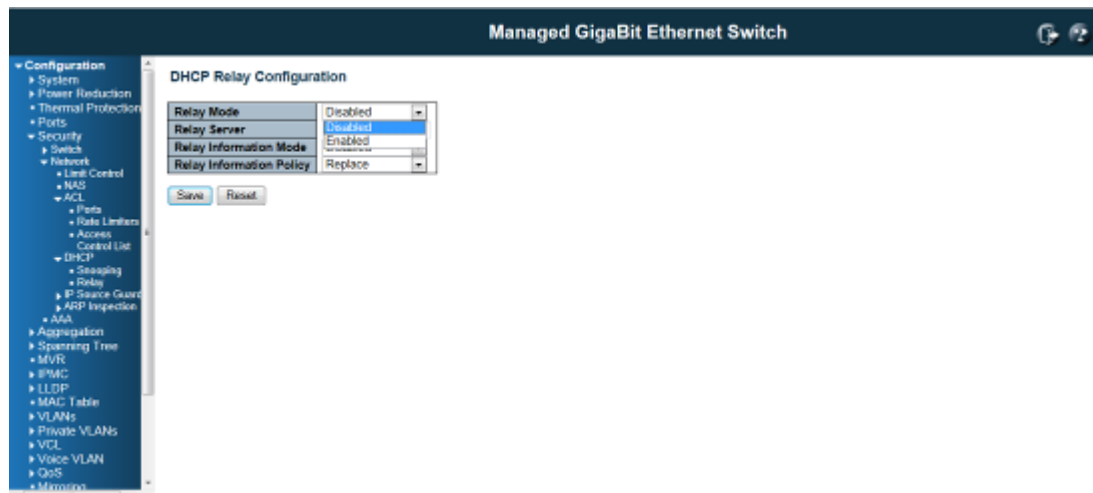 Managed GigaBit Ethernet Switch
Configuration
System
Power Reduction
Thermal Protection
Ports
Security
Switch
Network
Limit Control
NAS
ACL
Ports
Rate Limiters
Access
Control List
DHCP
Snooping
Relay
IP Source Guard
ARP Inspection
AAA
Aggregation
Spanning Tree
MVR
IPMC
LLDP
MAC Table
VLANs
Private VLANs
VCL
Voice VLAN
QoS
Mirroring
DHCP Relay Configuration
Relay Mode Disabled
Disabled
Enabled
Relay Server
Relay Information Mode
Relay Information Policy Replace
Save Reset